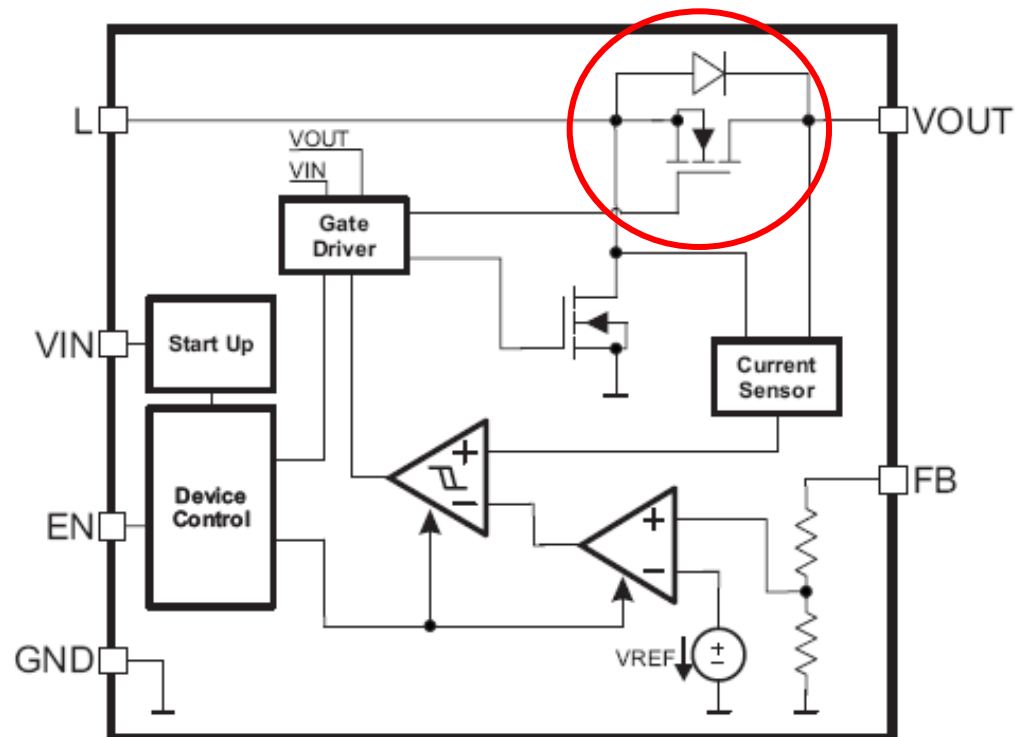 L
VOUT
VOUT
VIN
Gate
Driver
VIN
Start Up
Current
Sensor
+
−
FB
Device
Control
EN
+
−
GND
VREF
+
−